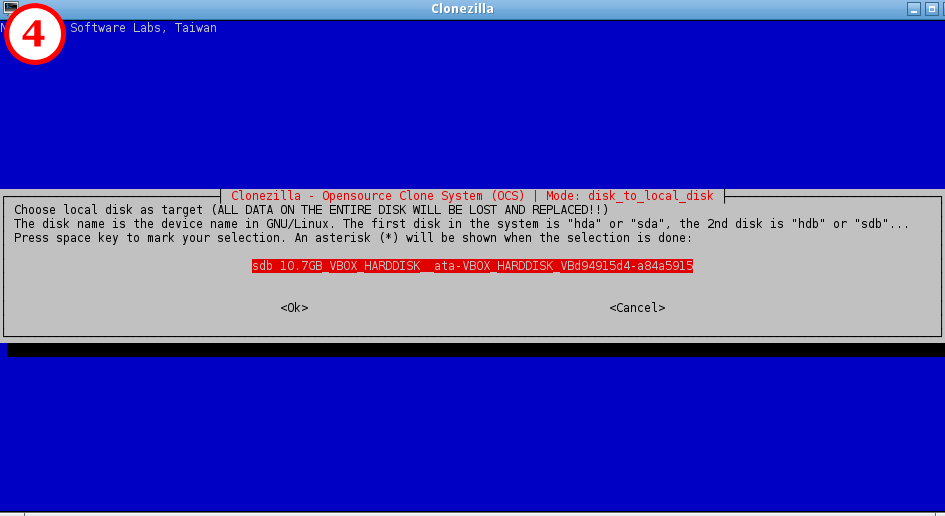 Clonezilla
4
N Software Labs, Taiwan
Clonezilla - Opensource Clone System (OCS) | Mode: disk_to_local_disk
Choose local disk as target (ALL DATA ON THE ENTIRE DISK WILL BE LOST AND REPLACED!!)
The disk name is the device name in GNU/Linux. The first disk in the system is "hda" or "sda", the 2nd disk is "hdb" or "sdb"...
Press space key to mark your selection. An asterisk (*) will be shown when the selection is done:
sdb 10.7GB_VBOX_HARDDISK__ata-VBOX_HARDDISK_VBd94915d4-a84a5915
<Ok> <Cancel>